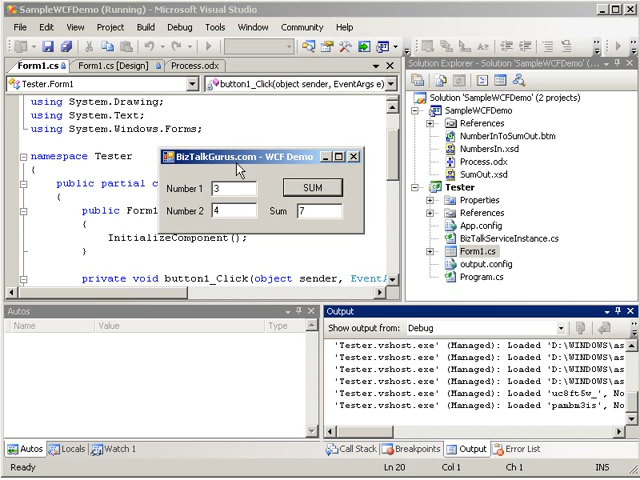 SampleWCFDemo (Running) - Microsoft Visual Studio
File Edit View Project Build Debug Tools Window Community Help
Form1.cs Form1.cs [Design] Process.odx
Tester.Form1 button1_Click(object sender, EventArgs e)
using System.Drawing;
using System.Text;
using System.Windows.Forms;
namespace Tester
{
public partial c
{
public Form1
{
InitializeComponent();
}
private void button1_Click(object sender, EventA
BizTalkGurus.com - WCF Demo
Number 1 3 SUM
Number 2 4 Sum 7
Solution Explorer - Solution 'SampleWCFDemo' (...
Solution 'SampleWCFDemo' (2 projects)
SampleWCFDemo
References
NumberInToSumOut.btm
NumbersIn.xsd
Process.odx
SumOut.xsd
Tester
Properties
References
App.config
BizTalkServiceInstance.cs
Form1.cs
output.config
Program.cs
Autos
Name Value Type
Output
Show output from: Debug
'Tester.vshost.exe' (Managed): Loaded 'D:\WINDOWS\as
'Tester.vshost.exe' (Managed): Loaded 'D:\WINDOWS\as
'Tester.vshost.exe' (Managed): Loaded 'D:\WINDOWS\as
'Tester.vshost.exe' (Managed): Loaded 'D:\WINDOWS\as
'Tester.vshost.exe' (Managed): Loaded 'uc8ft5w_', No
'Tester.vshost.exe' (Managed): Loaded 'pambm3is', No
Autos Locals Watch 1
Call Stack Breakpoints Output Error List
Ready Ln 20 Col 1 Ch 1 INS